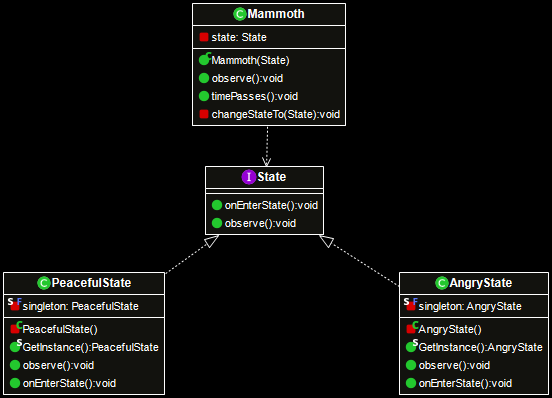 Mammoth
state: State
Mammoth(State)
observe():void
timePasses():void
changeStateTo(State):void
State
onEnterState():void
observe():void
PeacefulState
singleton: PeacefulState
PeacefulState()
GetInstance():PeacefulState
observe():void
onEnterState():void
AngryState
singleton: AngryState
AngryState()
GetInstance():AngryState
observe():void
onEnterState():void